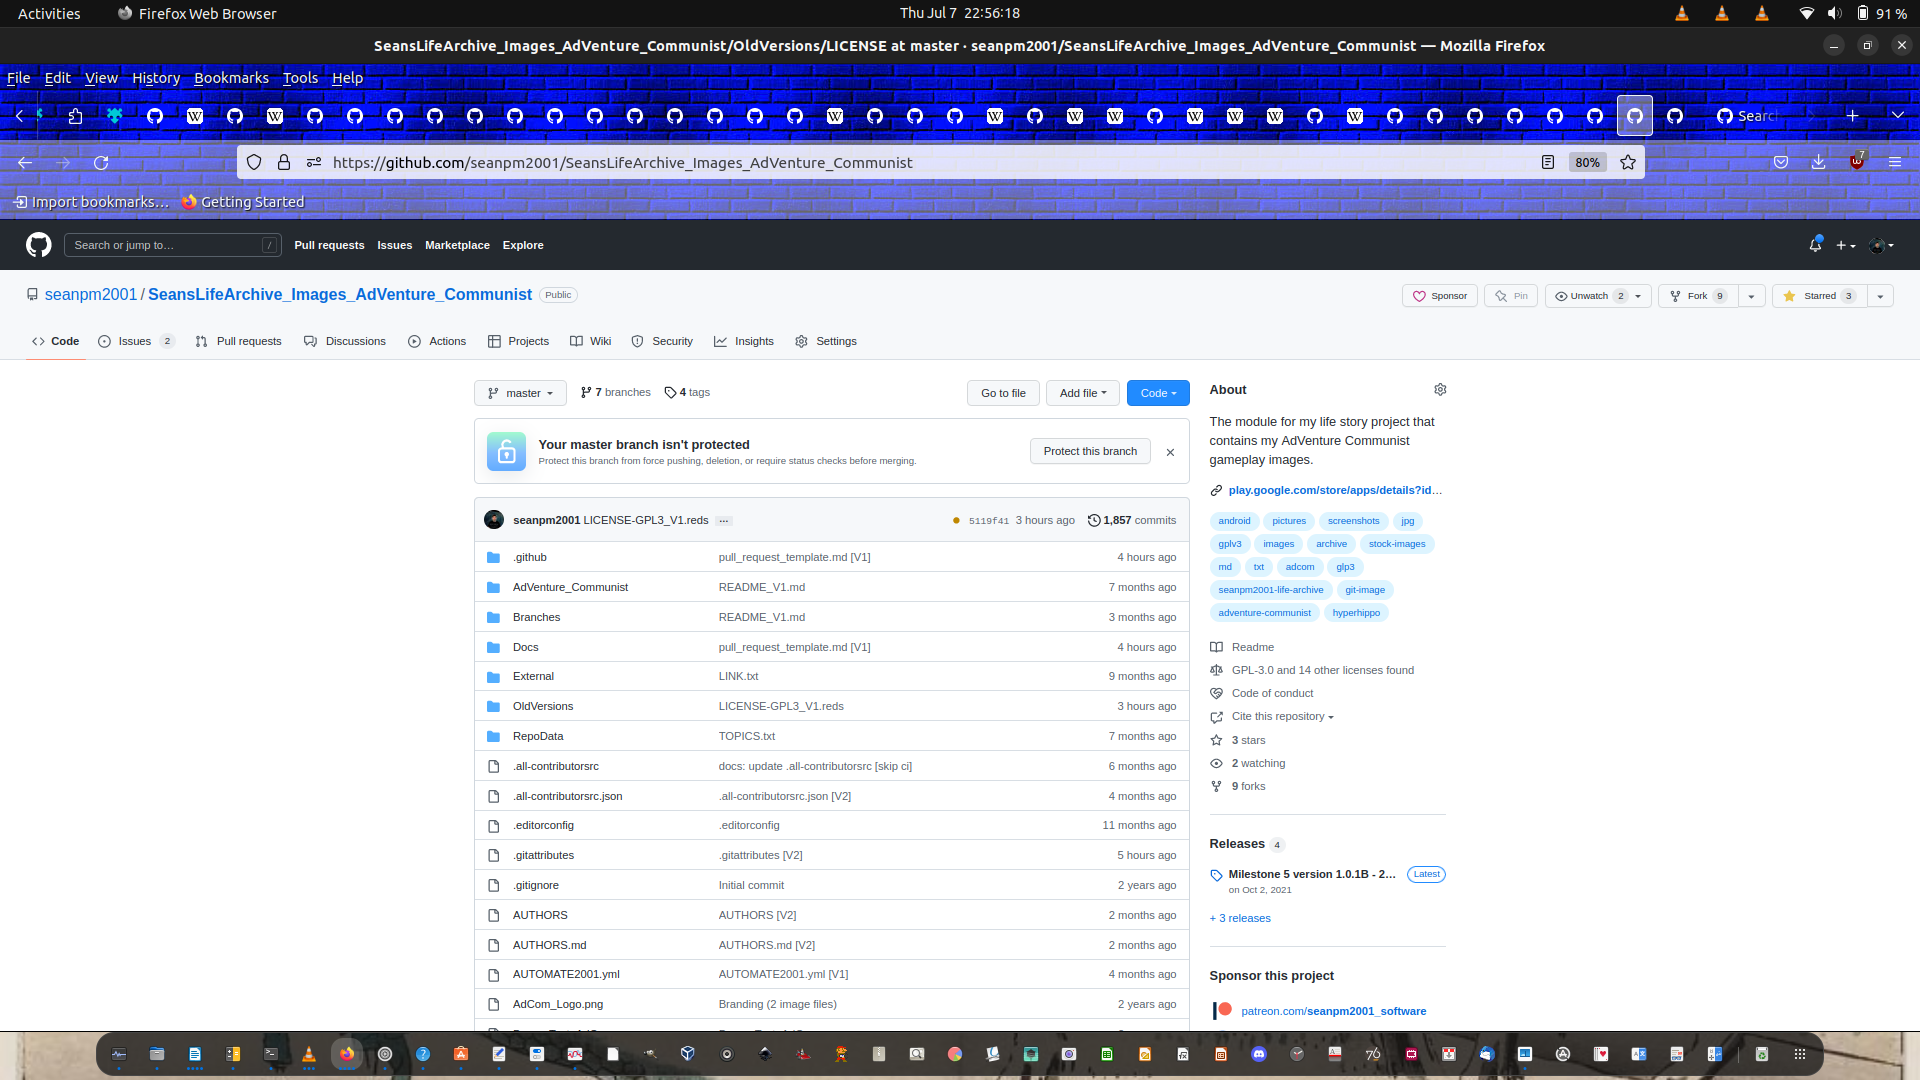 Activities Firefox Web Browser Thu Jul 7 22:56:18 91 %
SeansLifeArchive_Images_AdVenture_Communist/OldVersions/LICENSE at master · seanpm2001/SeansLifeArchive_Images_AdVenture_Communist — Mozilla Firefox
File Edit View History Bookmarks Tools Help
Search
https://github.com/seanpm2001/SeansLifeArchive_Images_AdVenture_Communist 80% 7
Import bookmarks… Getting Started
Search or jump to… / Pull requests Issues Marketplace Explore
seanpm2001 / SeansLifeArchive_Images_AdVenture_Communist Public Sponsor Pin Unwatch 2 Fork 9 Starred 3
Code Issues 2 Pull requests Discussions Actions Projects Wiki Security Insights Settings
master 7 branches 4 tags Go to file Add file Code
Your master branch isn't protected
Protect this branch from force pushing, deletion, or require status checks before merging.
Protect this branch
seanpm2001 LICENSE-GPL3_V1.reds … 5119f41 3 hours ago 1,857 commits
.github pull_request_template.md [V1] 4 hours ago
AdVenture_Communist README_V1.md 7 months ago
Branches README_V1.md 3 months ago
Docs pull_request_template.md [V1] 4 hours ago
External LINK.txt 9 months ago
OldVersions LICENSE-GPL3_V1.reds 3 hours ago
RepoData TOPICS.txt 7 months ago
.all-contributorsrc docs: update .all-contributorsrc [skip ci] 6 months ago
.all-contributorsrc.json .all-contributorsrc.json [V2] 4 months ago
.editorconfig .editorconfig 11 months ago
.gitattributes .gitattributes [V2] 5 hours ago
.gitignore Initial commit 2 years ago
AUTHORS AUTHORS [V2] 2 months ago
AUTHORS.md AUTHORS.md [V2] 2 months ago
AUTOMATE2001.yml AUTOMATE2001.yml [V1] 4 months ago
AdCom_Logo.png Branding (2 image files) 2 years ago
About
The module for my life story project that
contains my AdVenture Communist
gameplay images.
play.google.com/store/apps/details?id…
android pictures screenshots jpg
gplv3 images archive stock-images
md txt adcom glp3
seanpm2001-life-archive git-image
adventure-communist hyperhippo
Readme
GPL-3.0 and 14 other licenses found
Code of conduct
Cite this repository
3 stars
2 watching
9 forks
Releases 4
Milestone 5 version 1.0.1B - 2… Latest
on Oct 2, 2021
+ 3 releases
Sponsor this project
patreon.com/seanpm2001_software